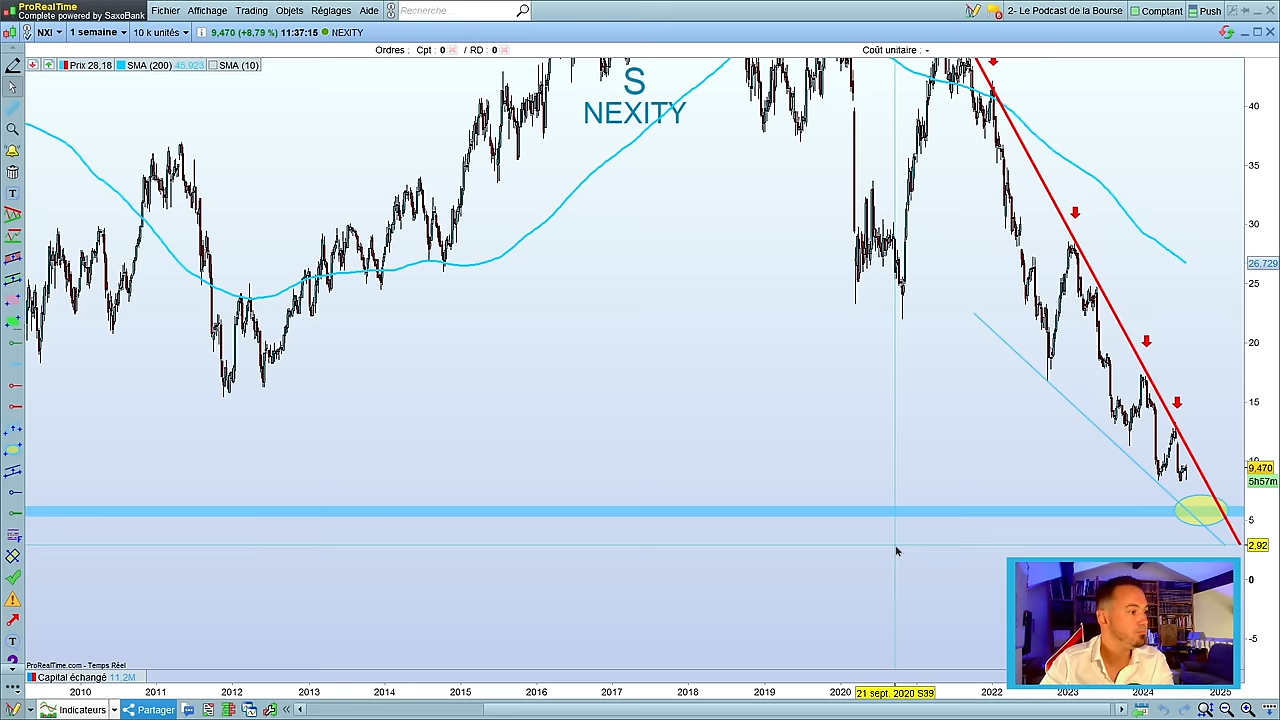 ProRealTime
Complete powered by SaxoBank
Fichier Affichage Trading Objets Réglages Aide Recherche... 2- Le Podcast de la Bourse Comptant Push
NXI 1 semaine 10 k unités 9,470 (+8,79 %) 11:37:15 NEXITY
Ordres : Cpt : 0 / RD : 0 Coût unitaire : -
Prix 28,18 SMA (200) 45,923 SMA (10)
S
NEXITY
40
35
30
26,729
25
20
15
10
9,470
5h57m
5
2,92
0
-5
ProRealTime.com - Temps Réel
Capital échangé 11.2M
2010 2011 2012 2013 2014 2015 2016 2017 2018 2019 2020 21 sept. 2020 S39 2022 2023 2024 2025
Indicateurs Partager